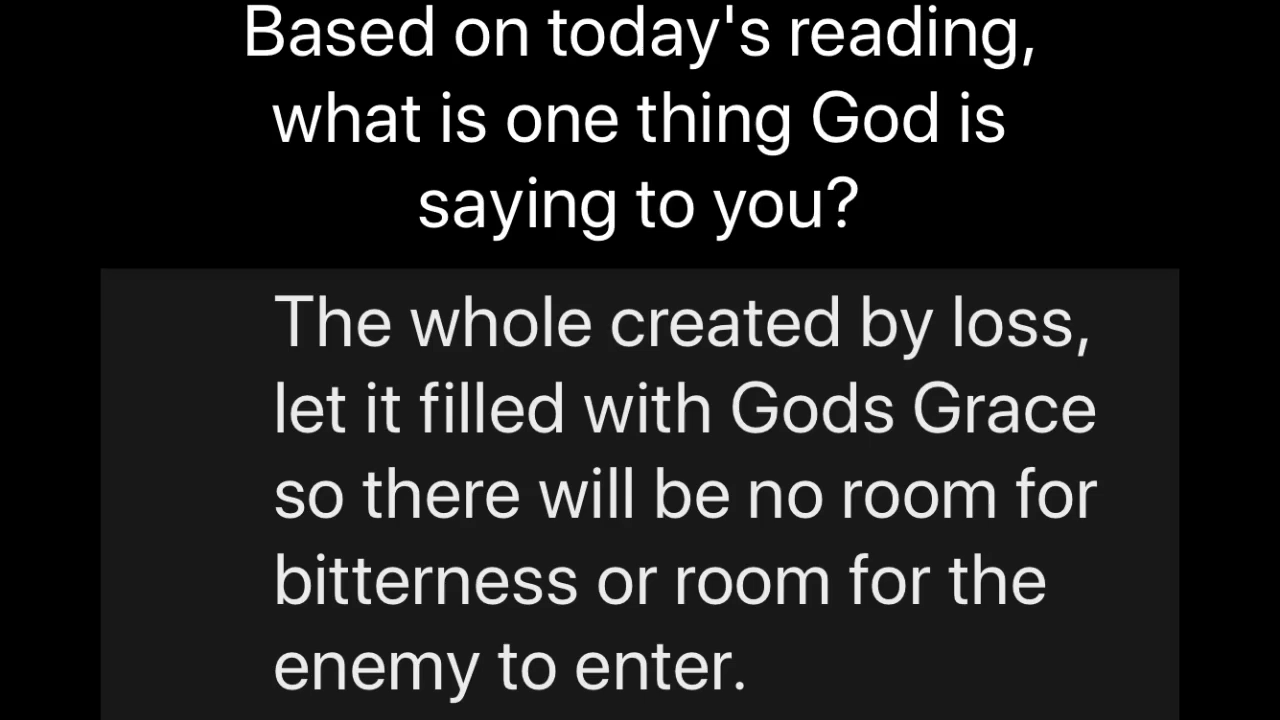 Based on today's reading,
what is one thing God is
saying to you?
The whole created by loss,
let it filled with Gods Grace
so there will be no room for
bitterness or room for the
enemy to enter.